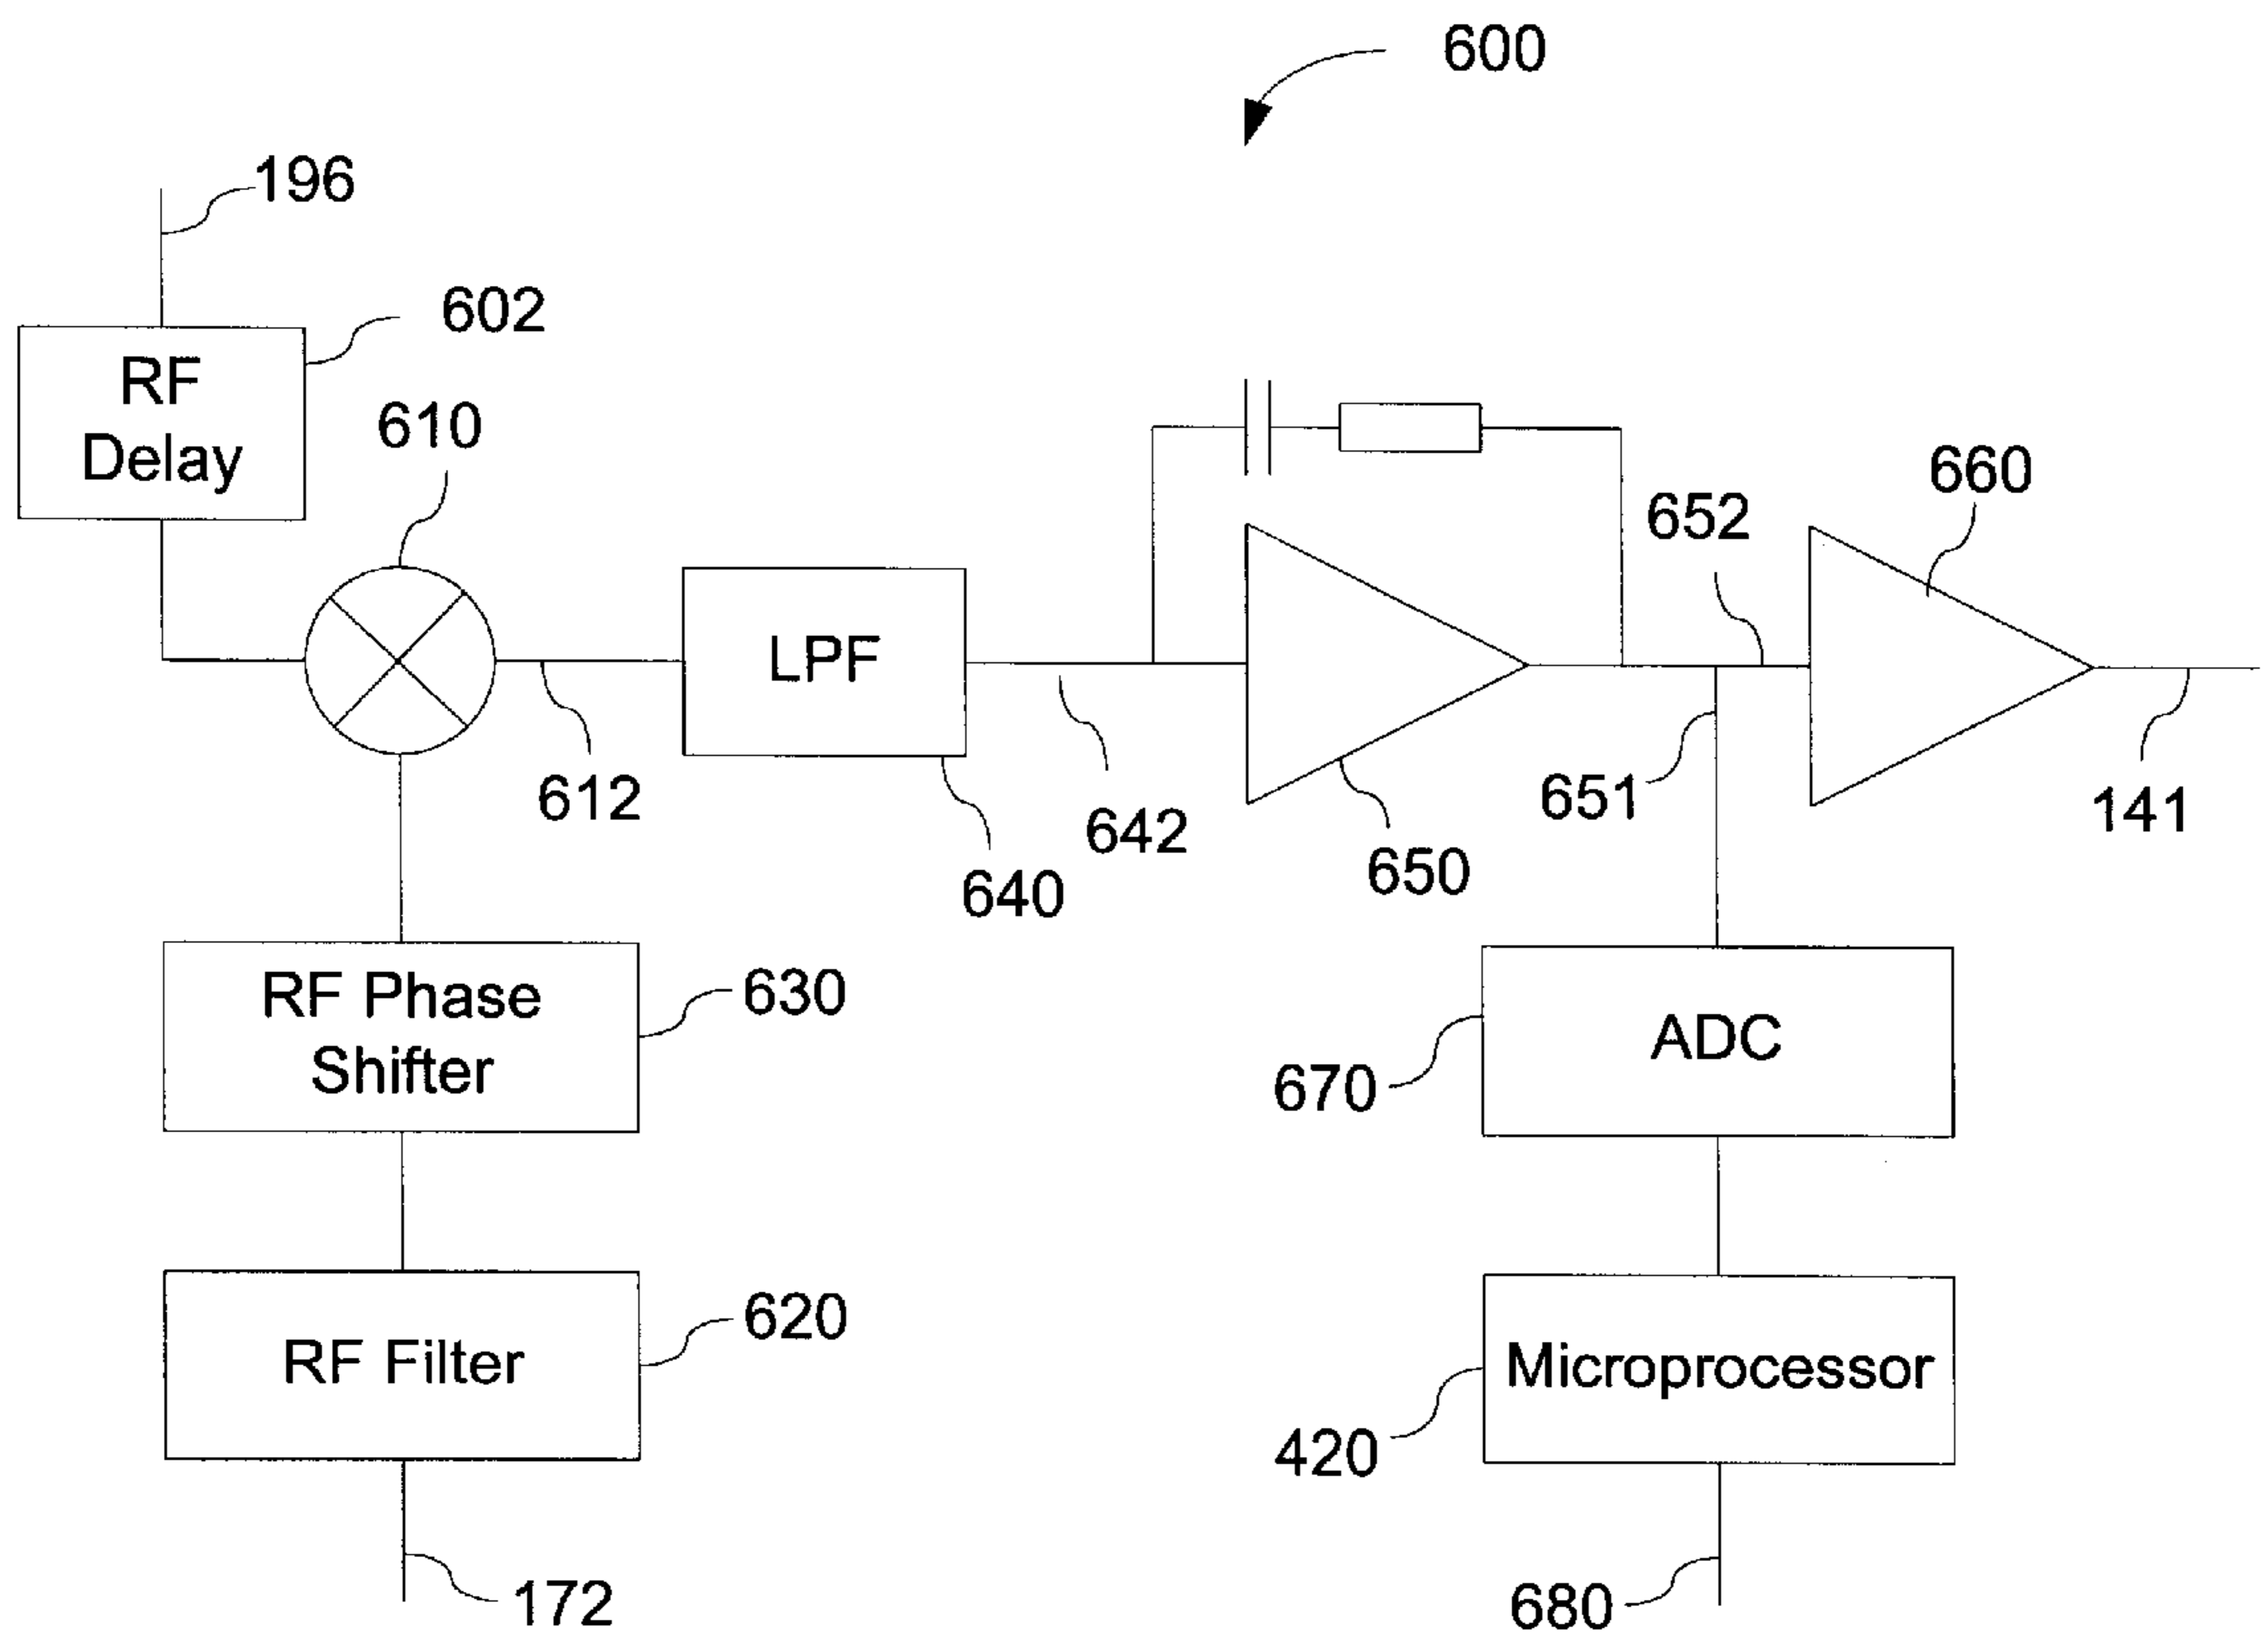 600
196
602
RF
Delay
610
660
652
LPF
612
651
141
642
650
640
RF Phase
Shifter
630
ADC
670
RF Filter
620
Microprocessor
420
172
680